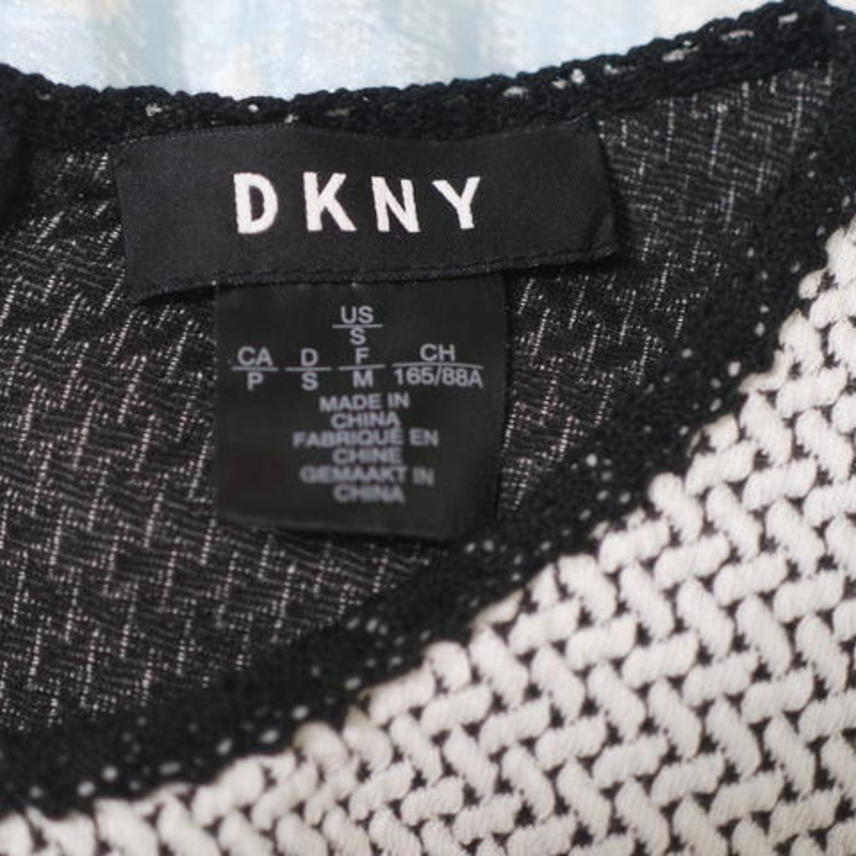 DKNY
US
S
CA D F CH
P S M 165/88A
MADE IN
CHINA
FABRIQUÉ EN
CHINE
GEMAAKT IN
CHINA